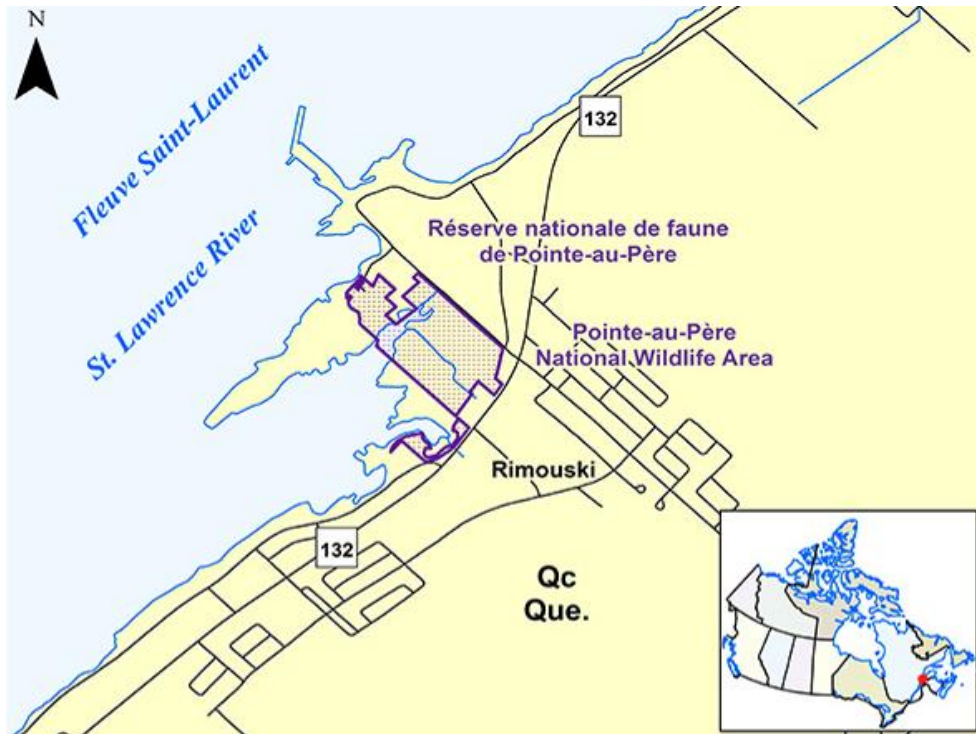 N
Fleuve Saint-Laurent
St. Lawrence River
132
Réserve nationale de faune
de Pointe-au-Père
Pointe-au-Père
National Wildlife Area
Rimouski
132
Qc
Que.